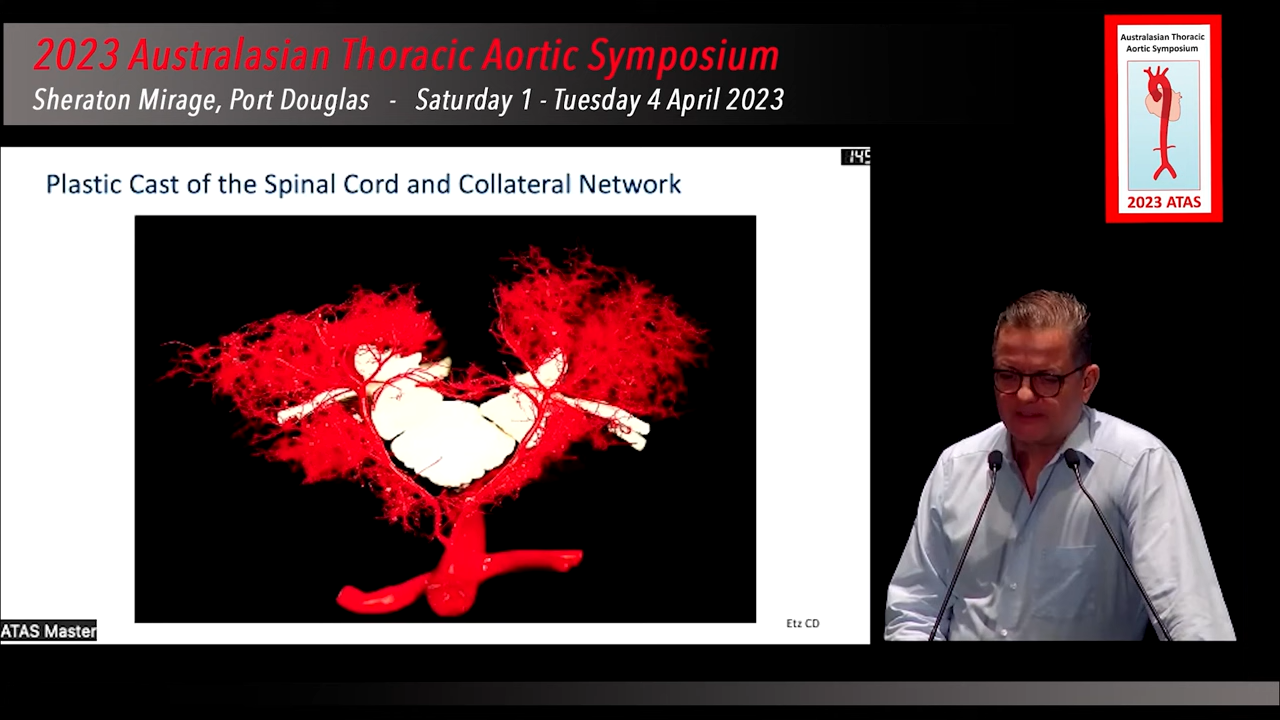 2023 Australasian Thoracic Aortic Symposium
Sheraton Mirage, Port Douglas - Saturday 1 - Tuesday 4 April 2023
Australasian Thoracic
Aortic Symposium
2023 ATAS
Plastic Cast of the Spinal Cord and Collateral Network
Etz CD
ATAS Master